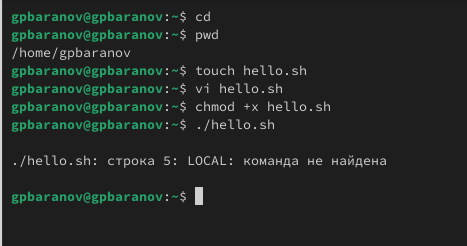 gpbaranov@gpbaranov:~$ cd
gpbaranov@gpbaranov:~$ pwd
/home/gpbaranov
gpbaranov@gpbaranov:~$ touch hello.sh
gpbaranov@gpbaranov:~$ vi hello.sh
gpbaranov@gpbaranov:~$ chmod +x hello.sh
gpbaranov@gpbaranov:~$ ./hello.sh
./hello.sh: строка 5: LOCAL: команда не найдена
gpbaranov@gpbaranov:~$